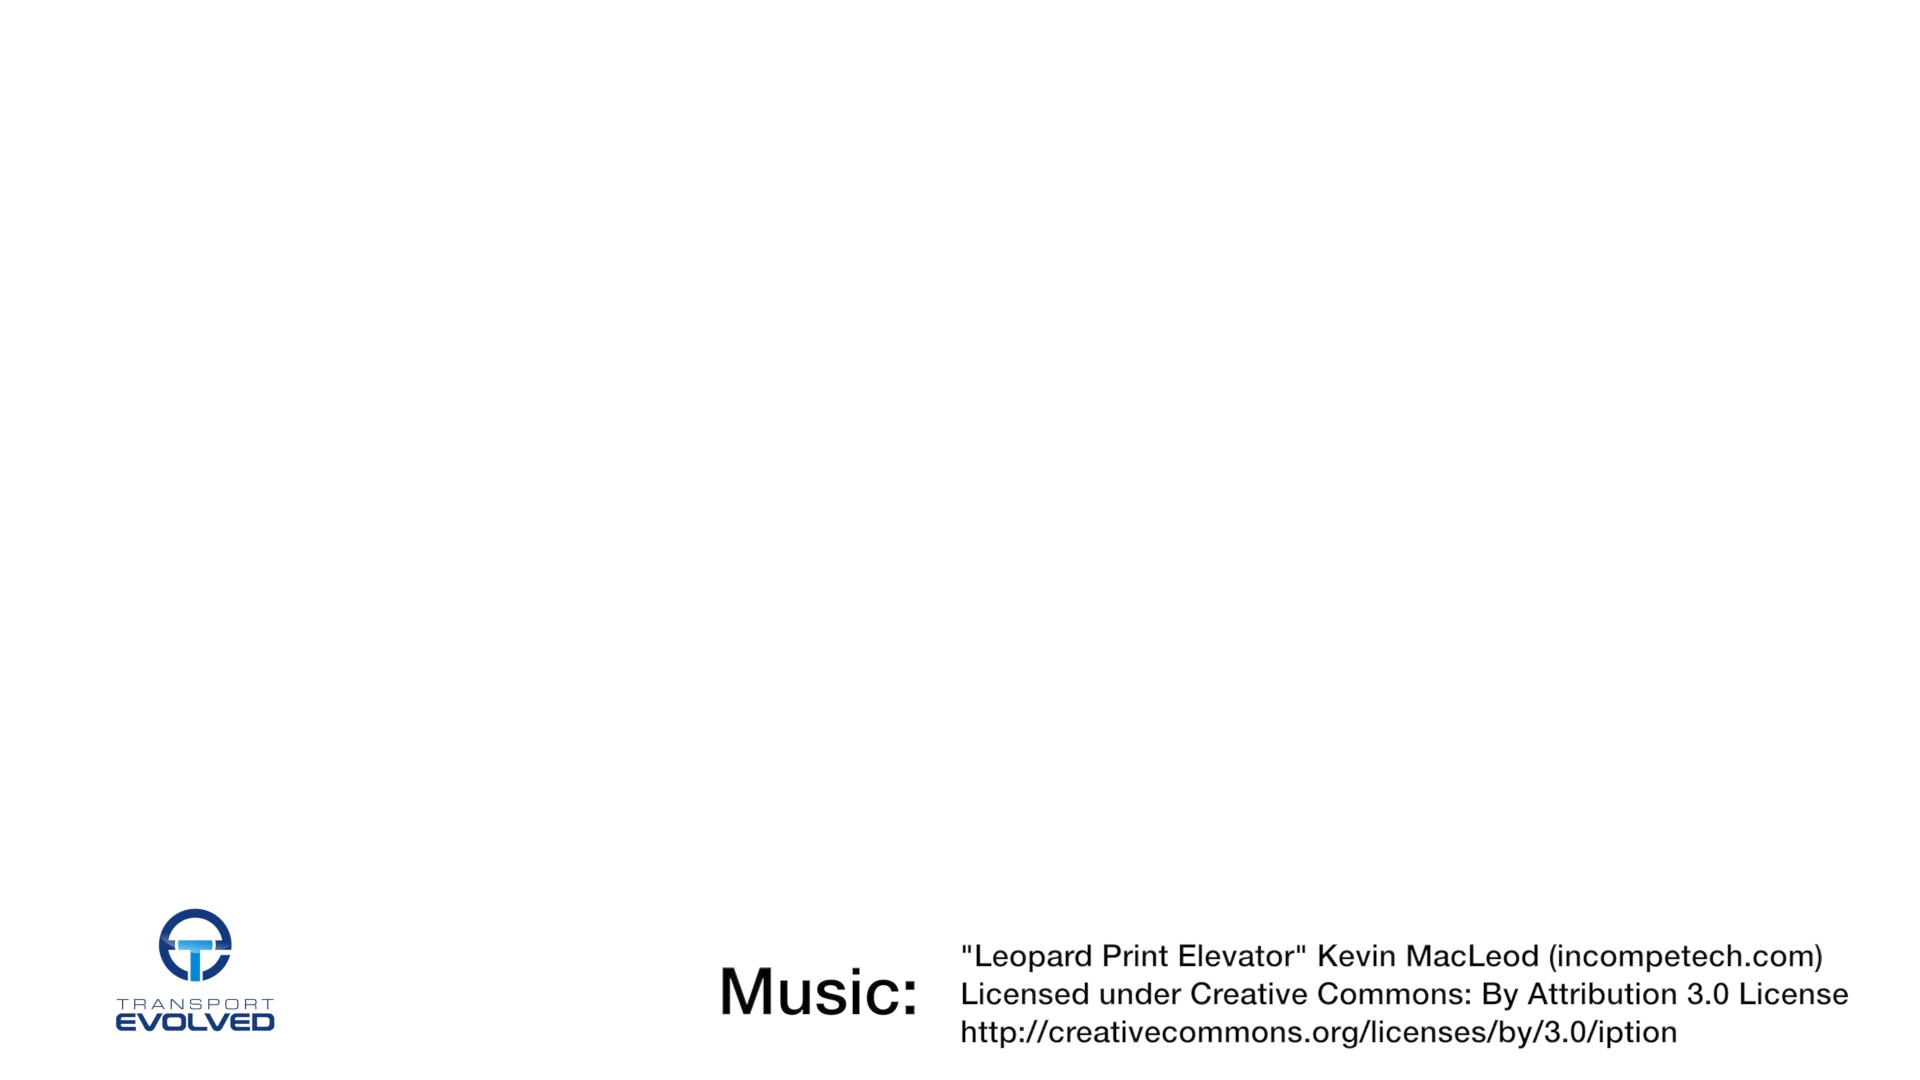 TRANSPORT
EVOLVED
Music:
"Leopard Print Elevator" Kevin MacLeod (incompetech.com)
Licensed under Creative Commons: By Attribution 3.0 License
http://creativecommons.org/licenses/by/3.0/iption